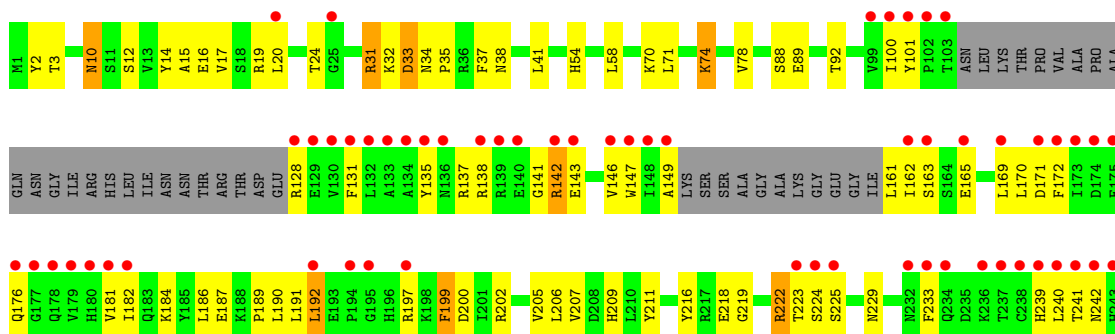 M1 Y2 T3 N10 S11 S12 V13 Y14 A15 E16 V17 S18 R19 L20 T24 G25 R31 K32 D33 N34 P35 R36 F37 N38 L41 H54 L58 K70 L71 K74 V78 S88 E89 T92 V99 I100 Y101 P102 T103 ASN LEU LYS THR PRO VAL ALA PRO ALA
GLN ASN GLY ILE ARG HIS LEU ILE ASN ASN THR ARG THR ASP GLU R128 E129 V130 F131 L132 A133 A134 Y135 N136 R137 R138 R139 E140 G141 R142 E143 V146 W147 I148 A149 LYS SER SER ALA GLY ALA LYS GLY GLU GLY ILE L161 I162 S163 S164 E165 L169 L170 D171 F172 I173 D174
Q176 G177 Q178 V179 H180 V181 I182 Q183 K184 Y185 L186 E187 K188 P189 L190 L191 L192 E193 P194 G195 H196 R197 K198 F199 D200 I201 R202 V205 L206 V207 D208 H209 L210 Y211 Y216 R217 E218 G219 R222 T223 S224 S225 N229 N232 F233 Q234 D235 K236 T237 C238 H239 L240 T241 N242